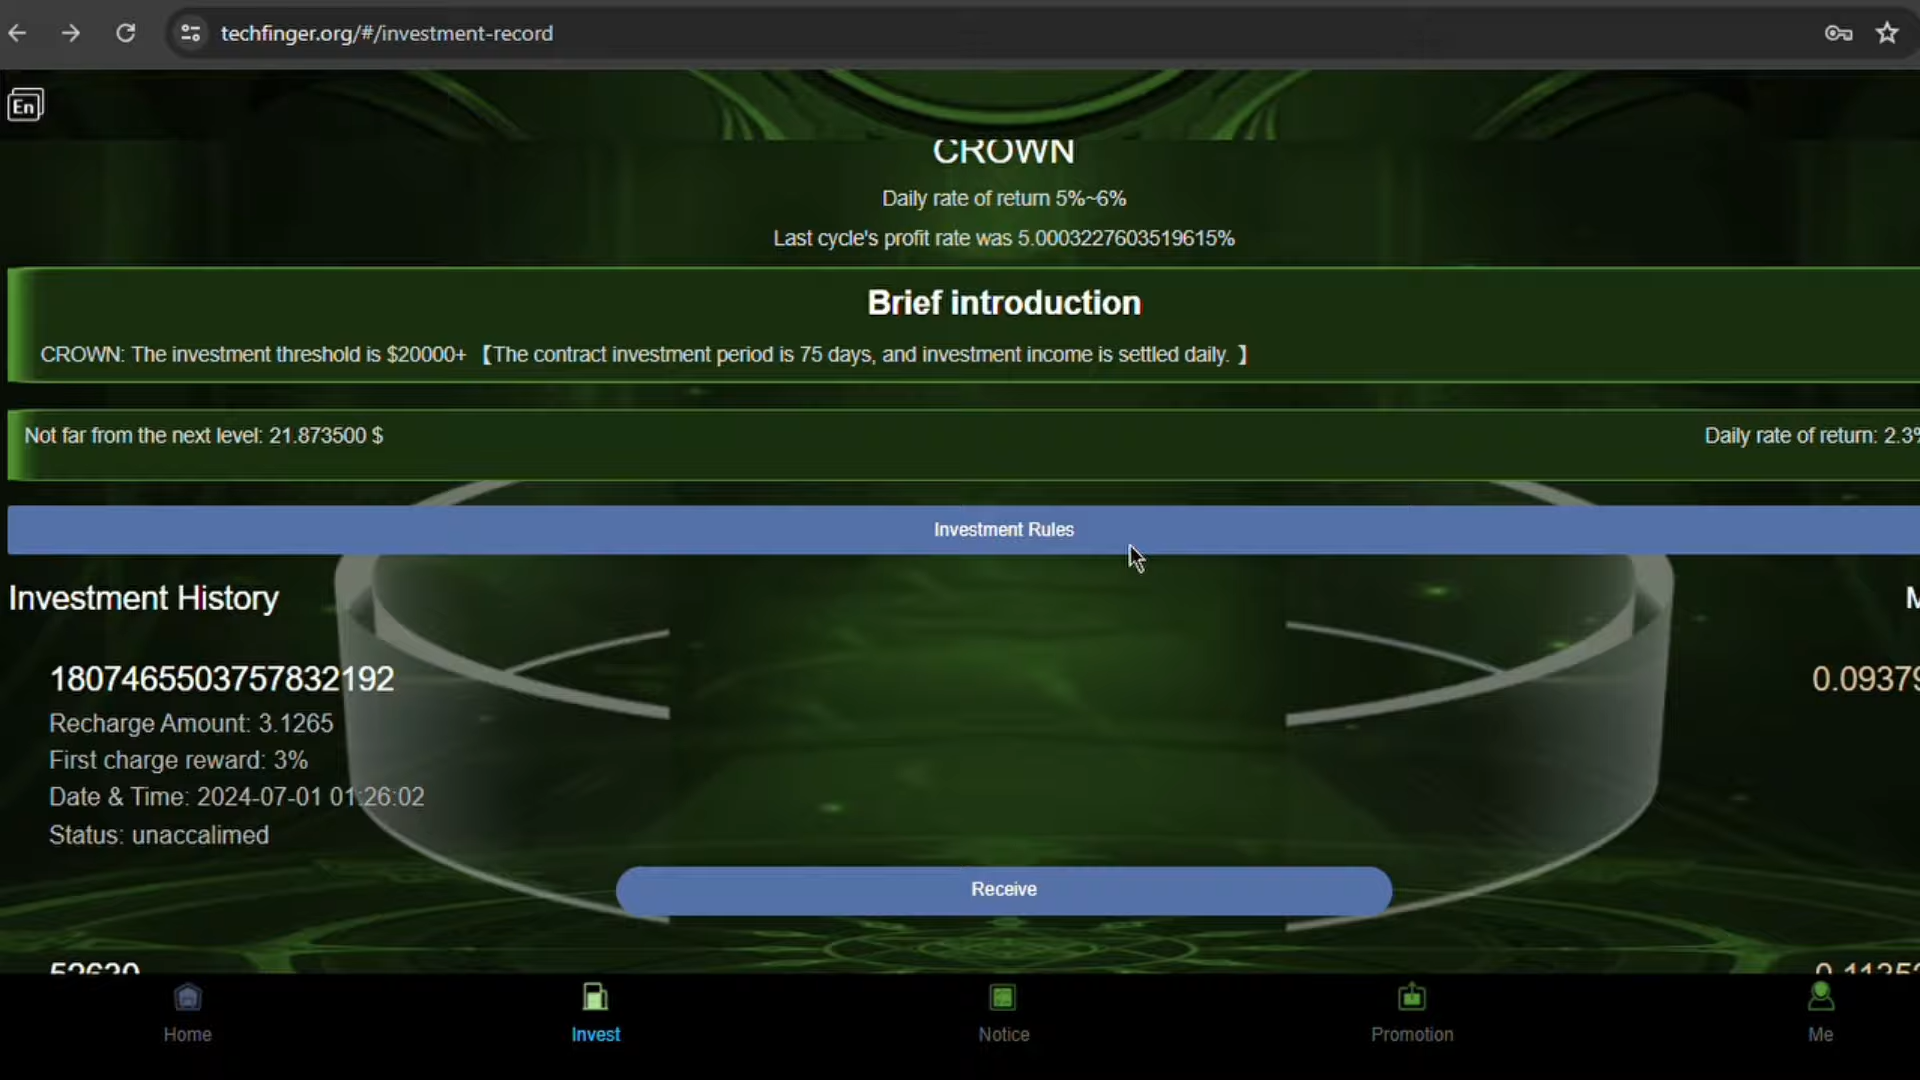 techfinger.org/#/investment-record
En
CROWN
Daily rate of return 5%~6%
Last cycle's profit rate was 5.0003227603519615%
Brief introduction
CROWN: The investment threshold is $20000+ 【The contract investment period is 75 days, and investment income is settled daily. 】
Not far from the next level: 21.873500 $
Daily rate of return: 2.3%
Investment Rules
Investment History
M
1807465503757832192
0.09379
Recharge Amount: 3.1265
First charge reward: 3%
Date & Time: 2024-07-01 01:26:02
Status: unaccalimed
Receive
Home
Invest
Notice
Promotion
Me